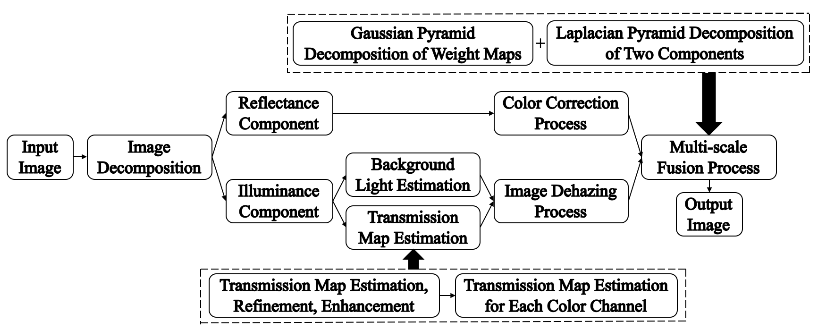 Gaussian Pyramid
Decomposition of Weight Maps
+
Laplacian Pyramid Decomposition
of Two Components
Reflectance
Component
Color Correction
Process
Input
Image
Image
Decomposition
Multi-scale
Fusion Process
Background
Light Estimation
Illuminance
Component
Image Dehazing
Process
Transmission
Map Estimation
Output
Image
Transmission Map Estimation,
Refinement, Enhancement
Transmission Map Estimation
for Each Color Channel